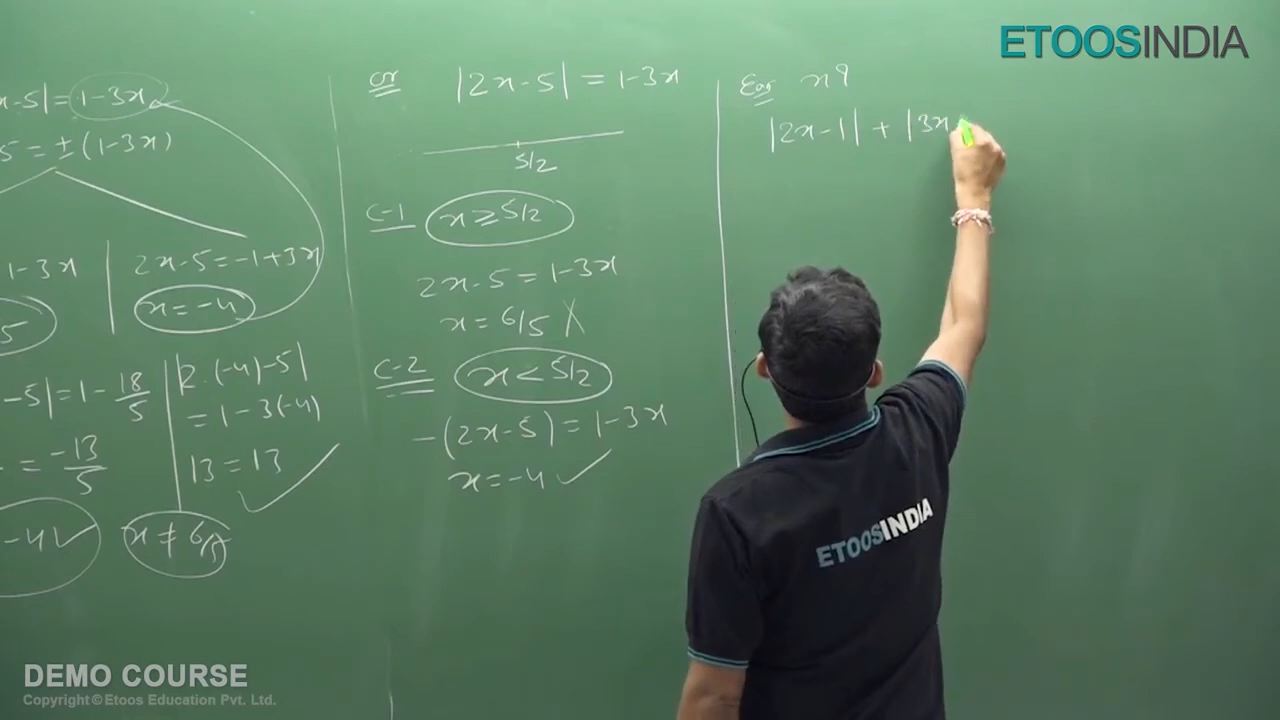 ETOOSINDIA
x-5| = 1-3x
5 = ± (1-3x)
1-3x
2x-5 = -1+3x
x = -4
5
-5| = 1 - 18/5
|2.(-4)-5|
= 1-3(-4)
= -13/5
13 = 13
-4 ✓
x ≠ 6/5
or |2x-5| = 1-3x
5/2
C-1 x ≥ 5/2
2x-5 = 1-3x
x = 6/5 X
C-2 x < 5/2
-(2x-5) = 1-3x
x = -4 ✓
x?
|2x-1| + |3x
ETOOSINDIA
DEMO COURSE
Copyright © Etoos Education Pvt. Ltd.